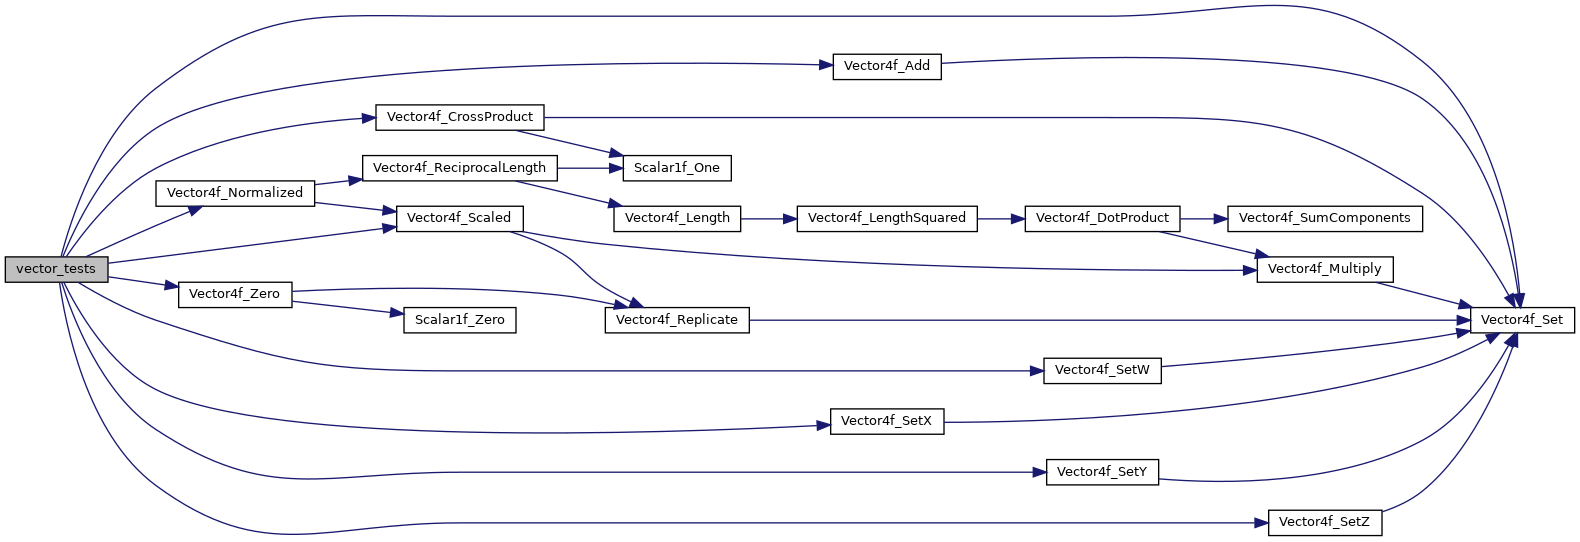 vector_tests
Vector4f_Add
Vector4f_CrossProduct
Vector4f_ReciprocalLength
Scalar1f_One
Vector4f_Normalized
Vector4f_Scaled
Vector4f_Length
Vector4f_LengthSquared
Vector4f_DotProduct
Vector4f_SumComponents
Vector4f_Multiply
Vector4f_Zero
Scalar1f_Zero
Vector4f_Replicate
Vector4f_Set
Vector4f_SetW
Vector4f_SetX
Vector4f_SetY
Vector4f_SetZ